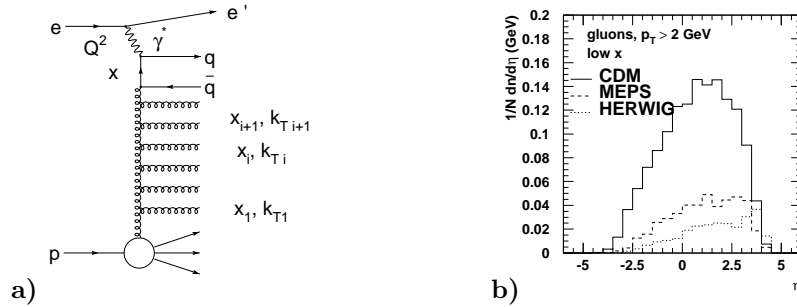 e
e'
Q²
γ*
q
x
q̄
x_{i+1}, k_{T i+1}
x_i, k_{T i}
x_1, k_{T1}
p
a)
1/N dn/dη (GeV)
0.2
0.18
0.16
0.14
0.12
0.1
0.08
0.06
0.04
0.02
0
gluons, p_T > 2 GeV
low x
CDM
MEPS
HERWIG
-5 -2.5 0 2.5 5
b)